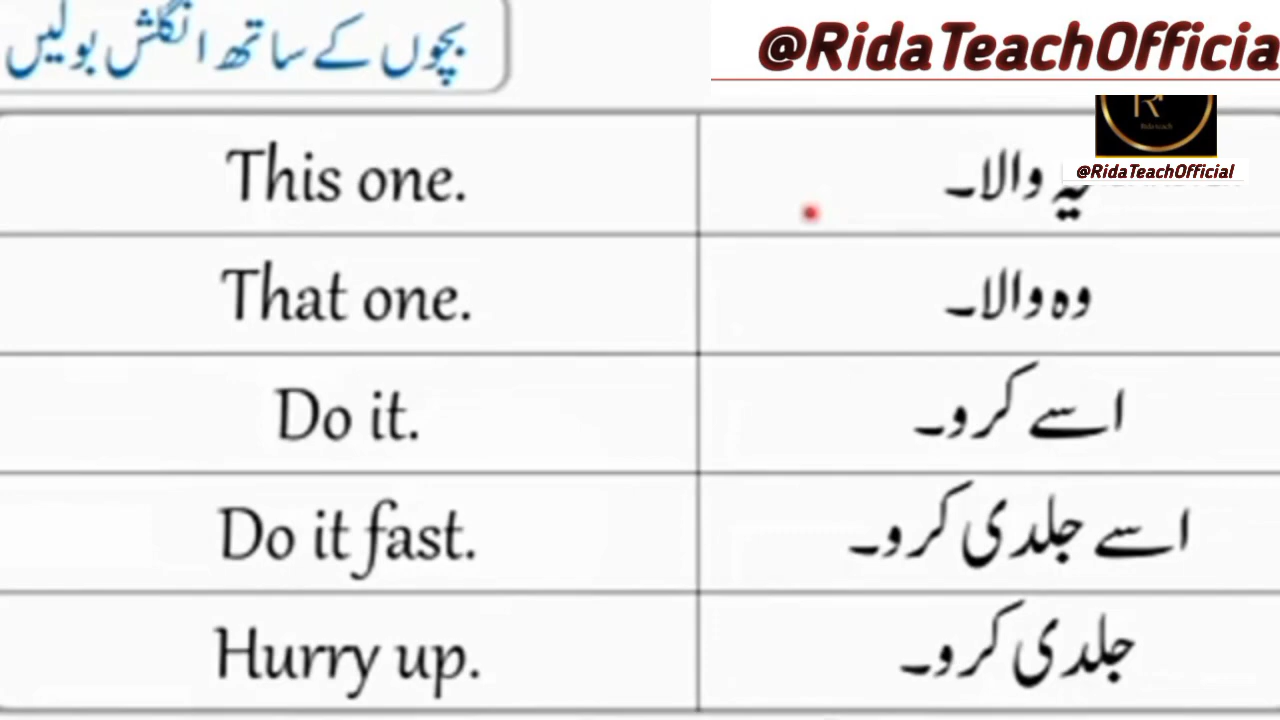 بچوں کے ساتھ انگلش بولیں
@RidaTeachOfficia
@RidaTeachOfficial
This one.
یہ والا۔
That one.
وہ والا۔
Do it.
اسے کرو۔
Do it fast.
اسے جلدی کرو۔
Hurry up.
جلدی کرو۔